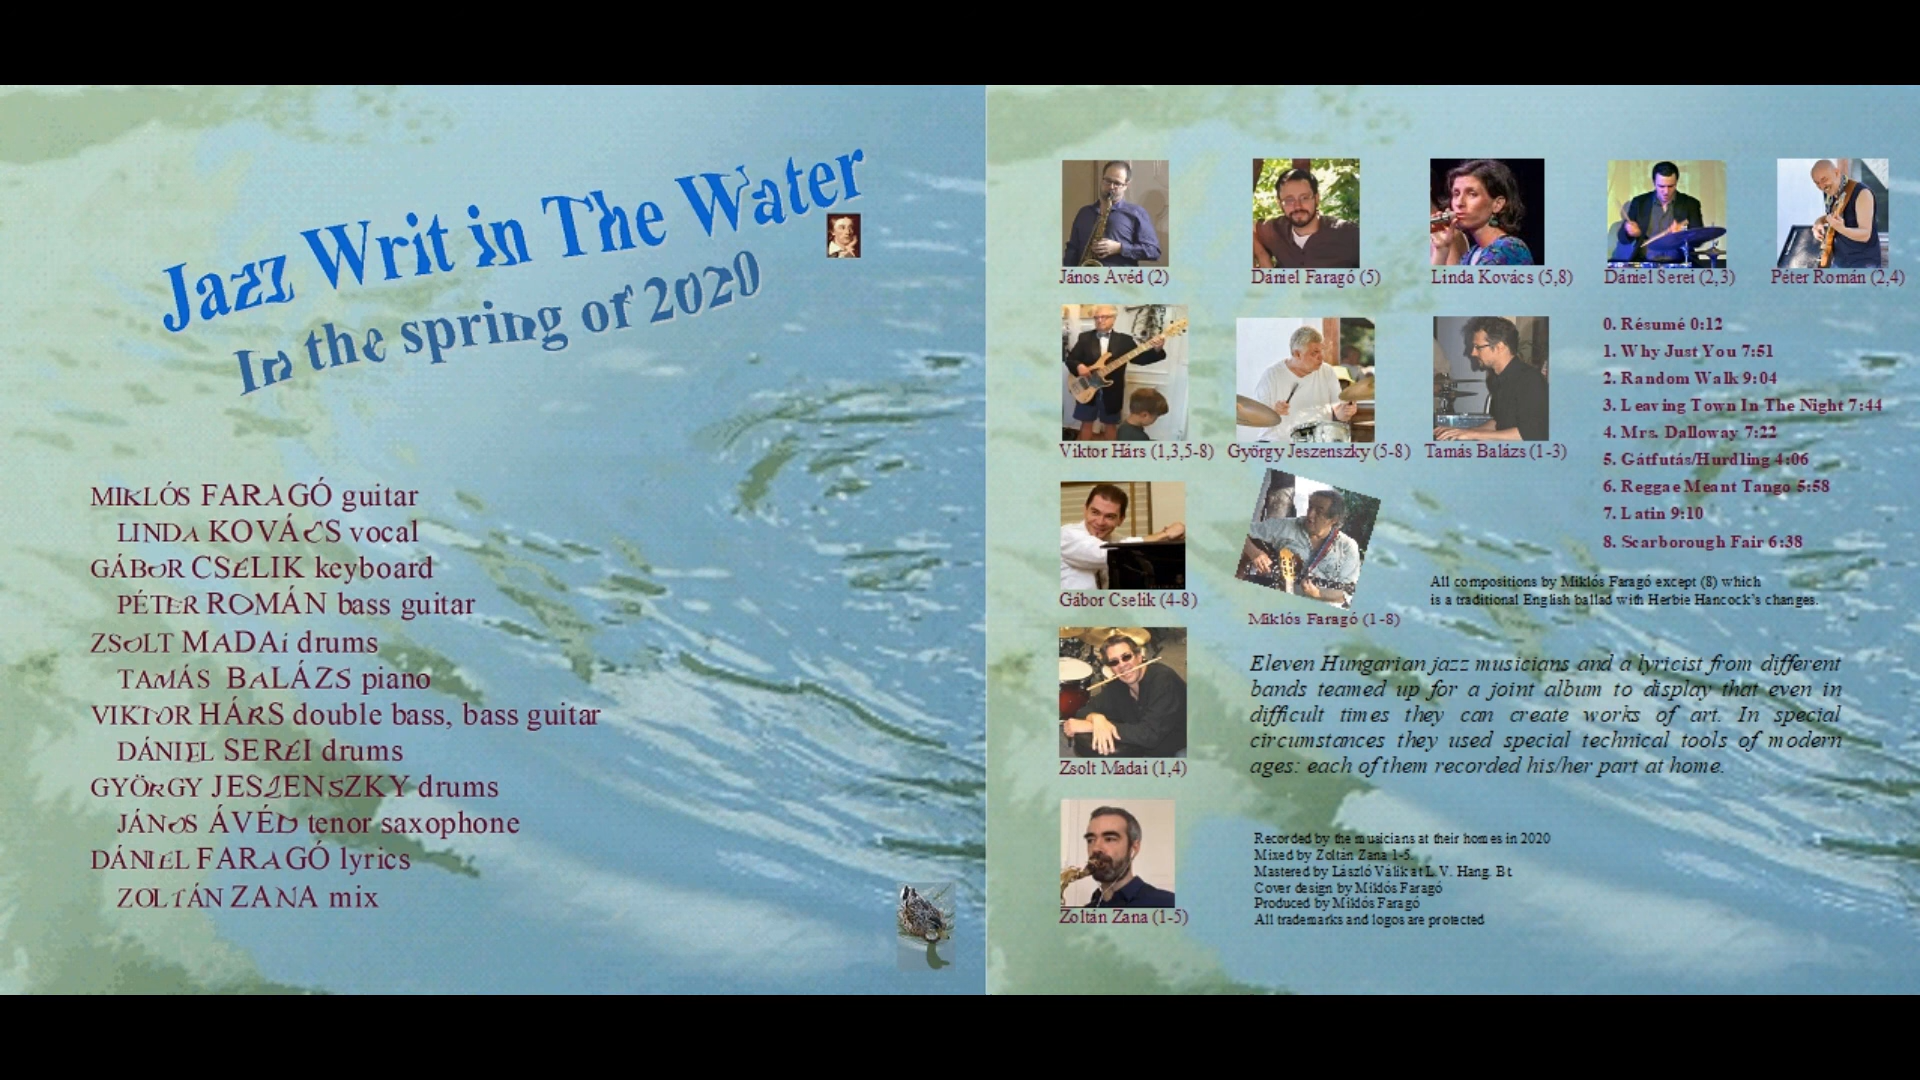 Jazz Writ in The Water
In the spring of 2020
MIKLÓS FARAGÓ guitar
LINDA KOVÁCS vocal
GÁBOR CSELIK keyboard
PÉTER ROMÁN bass guitar
ZSOLT MADAi drums
TAMÁS BALÁZS piano
VIKTOR HÁRS double bass, bass guitar
DÁNIEL SEREI drums
GYÖRGY JESZENSZKY drums
JÁNOS ÁVÉD tenor saxophone
DÁNIEL FARAGÓ lyrics
ZOLTÁN ZANA mix
János Avéd (2)
Dániel Faragó (5)
Linda Kovács (5,8)
Dániel Serei (2,3)
Péter Román (2,4)
Viktor Hárs (1,3,5-8)
György Jeszenszky (5-8)
Tamás Balázs (1-3)
0. Résumé 0:12
1. Why Just You 7:51
2. Random Walk 9:04
3. Leaving Town In The Night 7:44
4. Mrs. Dalloway 7:22
5. Gátfutás/Hurdling 4:06
6. Reggae Meant Tango 5:58
7. Latin 9:10
8. Scarborough Fair 6:38
Gábor Cselik (4-8)
Miklós Faragó (1-8)
All compositions by Miklós Faragó except (8) which
is a traditional English ballad with Herbie Hancock's changes.
Zsolt Madai (1,4)
Eleven Hungarian jazz musicians and a lyricist from different
bands teamed up for a joint album to display that even in
difficult times they can create works of art. In special
circumstances they used special technical tools of modern
ages: each of them recorded his/her part at home.
Zoltán Zana (1-5)
Recorded by the musicians at their homes in 2020
Mixed by Zoltán Zana 1-5.
Mastered by László Válik at L. V. Hang. Bt.
Cover design by Miklós Faragó
Produced by Miklós Faragó
All trademarks and logos are protected